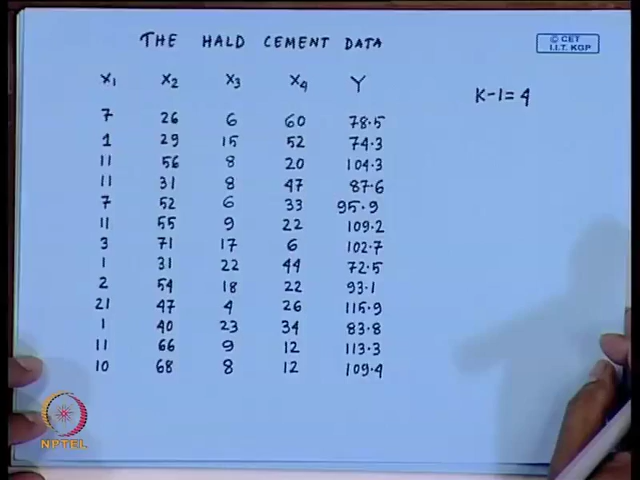 THE HALD CEMENT DATA
© CET
I.I.T. KGP
X1 X2 X3 X4 Y
K-1=4
7 26 6 60 78.5
1 29 15 52 74.3
11 56 8 20 104.3
11 31 8 47 87.6
7 52 6 33 95.9
11 55 9 22 109.2
3 71 17 6 102.7
1 31 22 44 72.5
2 54 18 22 93.1
21 47 4 26 115.9
1 40 23 34 83.8
11 66 9 12 113.3
10 68 8 12 109.4
NPTEL